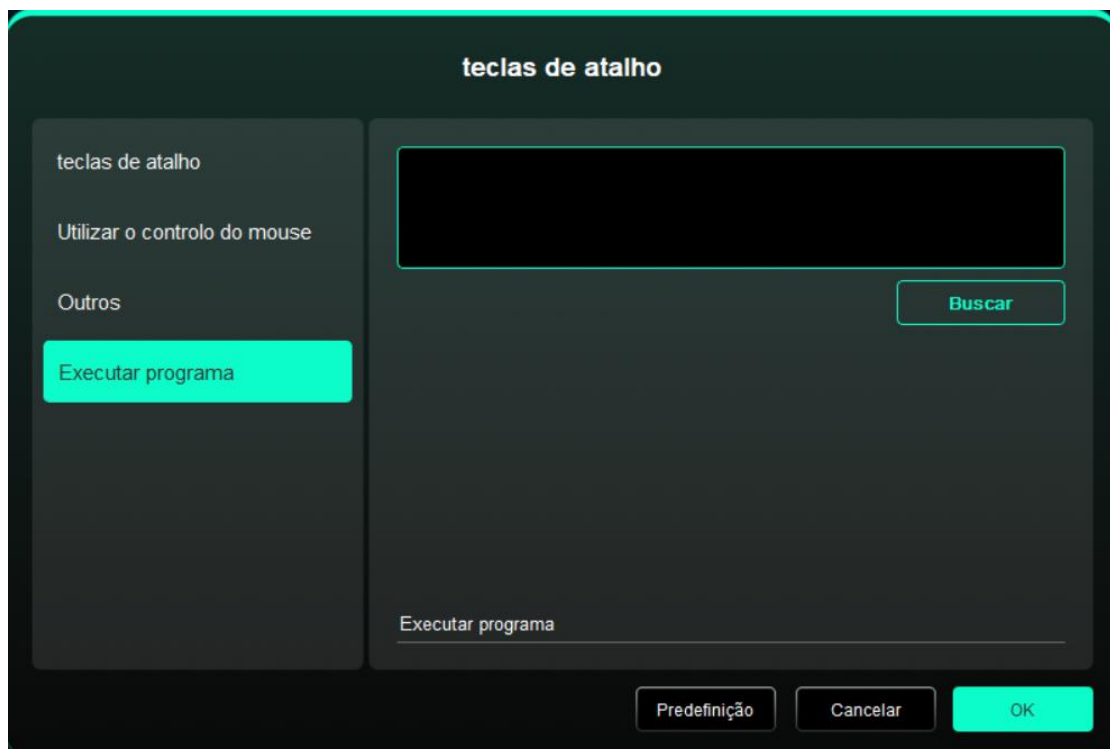 teclas de atalho
teclas de atalho
Utilizar o controlo do mouse
Outros
Executar programa
Buscar
Executar programa
Predefinição
Cancelar
OK